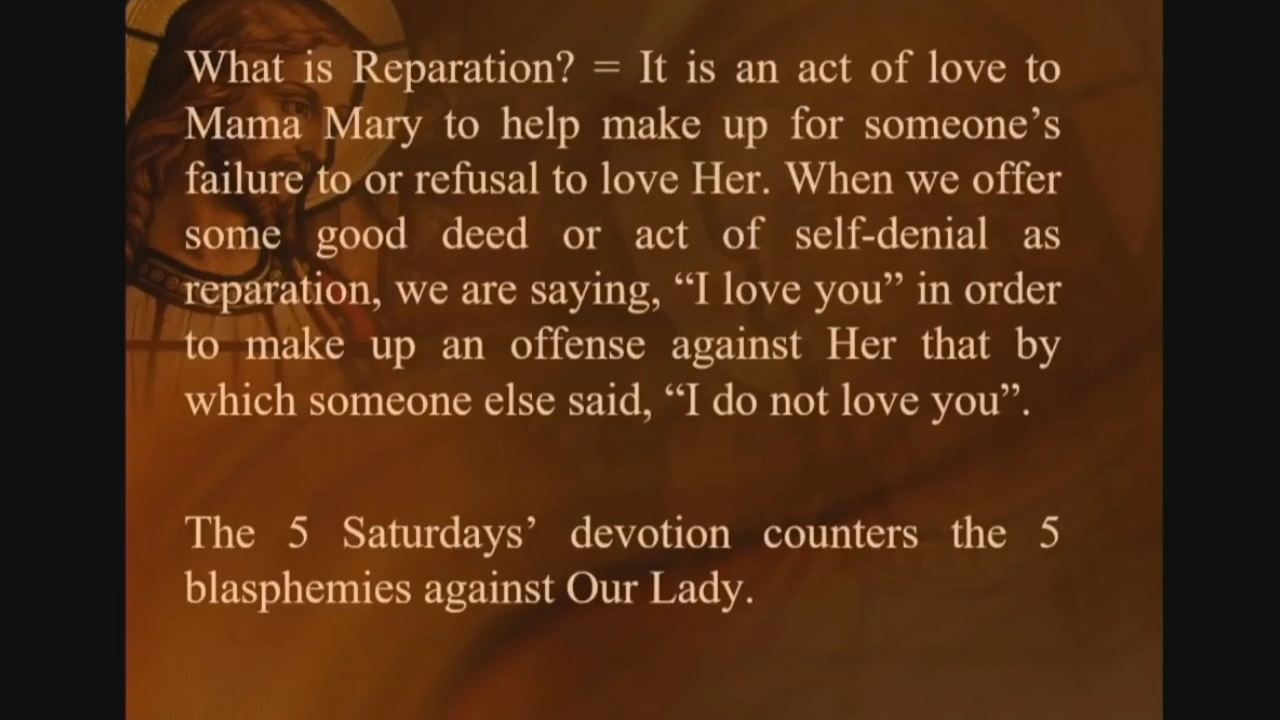 What is Reparation? = It is an act of love to
Mama Mary to help make up for someone’s
failure to or refusal to love Her. When we offer
some good deed or act of self-denial as
reparation, we are saying, “I love you” in order
to make up an offense against Her that by
which someone else said, “I do not love you”.
The 5 Saturdays’ devotion counters the 5
blasphemies against Our Lady.